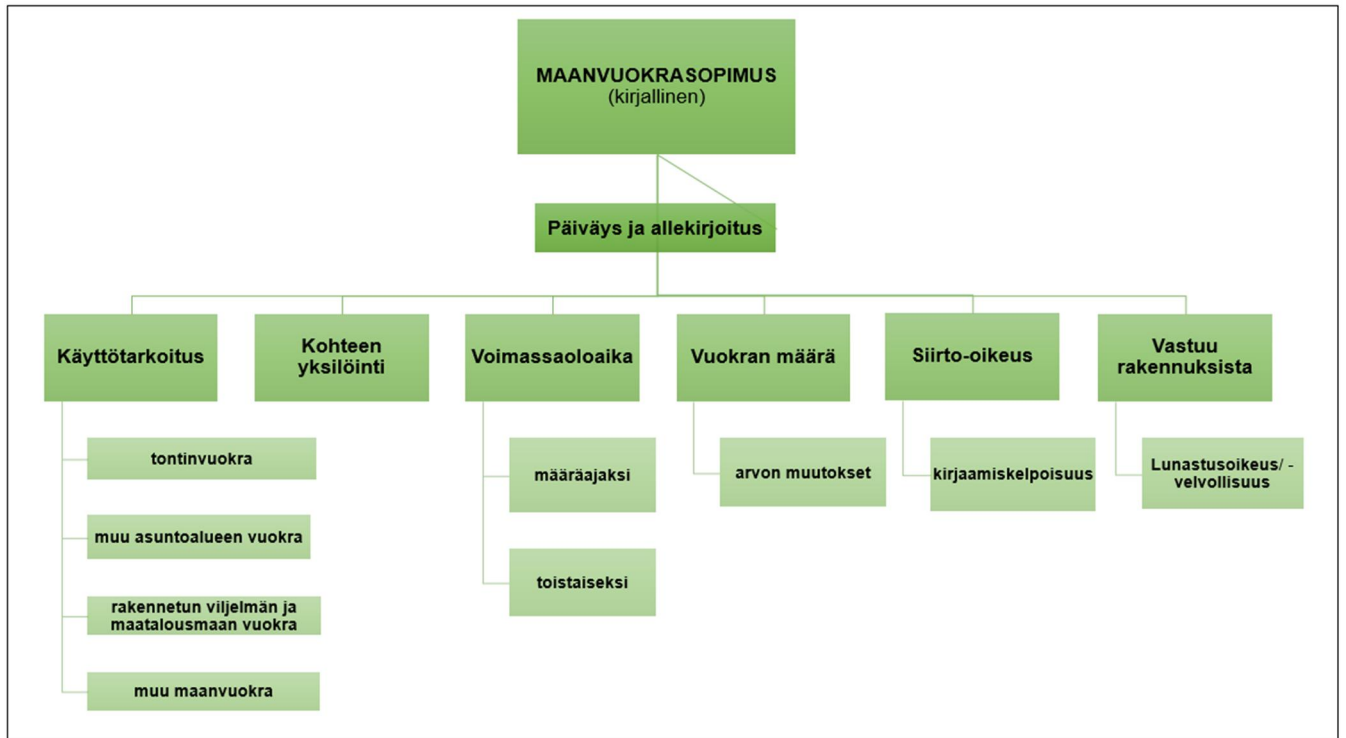 MAANVUOKRASOPIMUS
(kirjallinen)
Päiväys ja allekirjoitus
Käyttötarkoitus
tontinvuokra
muu asuntoalueen vuokra
rakennetun viljelmän ja
maatalousmaan vuokra
muu maanvuokra
Kohteen
yksilöinti
Voimassaoloaika
määräajaksi
toistaiseksi
Vuokran määrä
arvon muutokset
Siirto-oikeus
kirjaamiskelpoisuus
Vastuu
rakennuksista
Lunastusoikeus/ -
velvollisuus